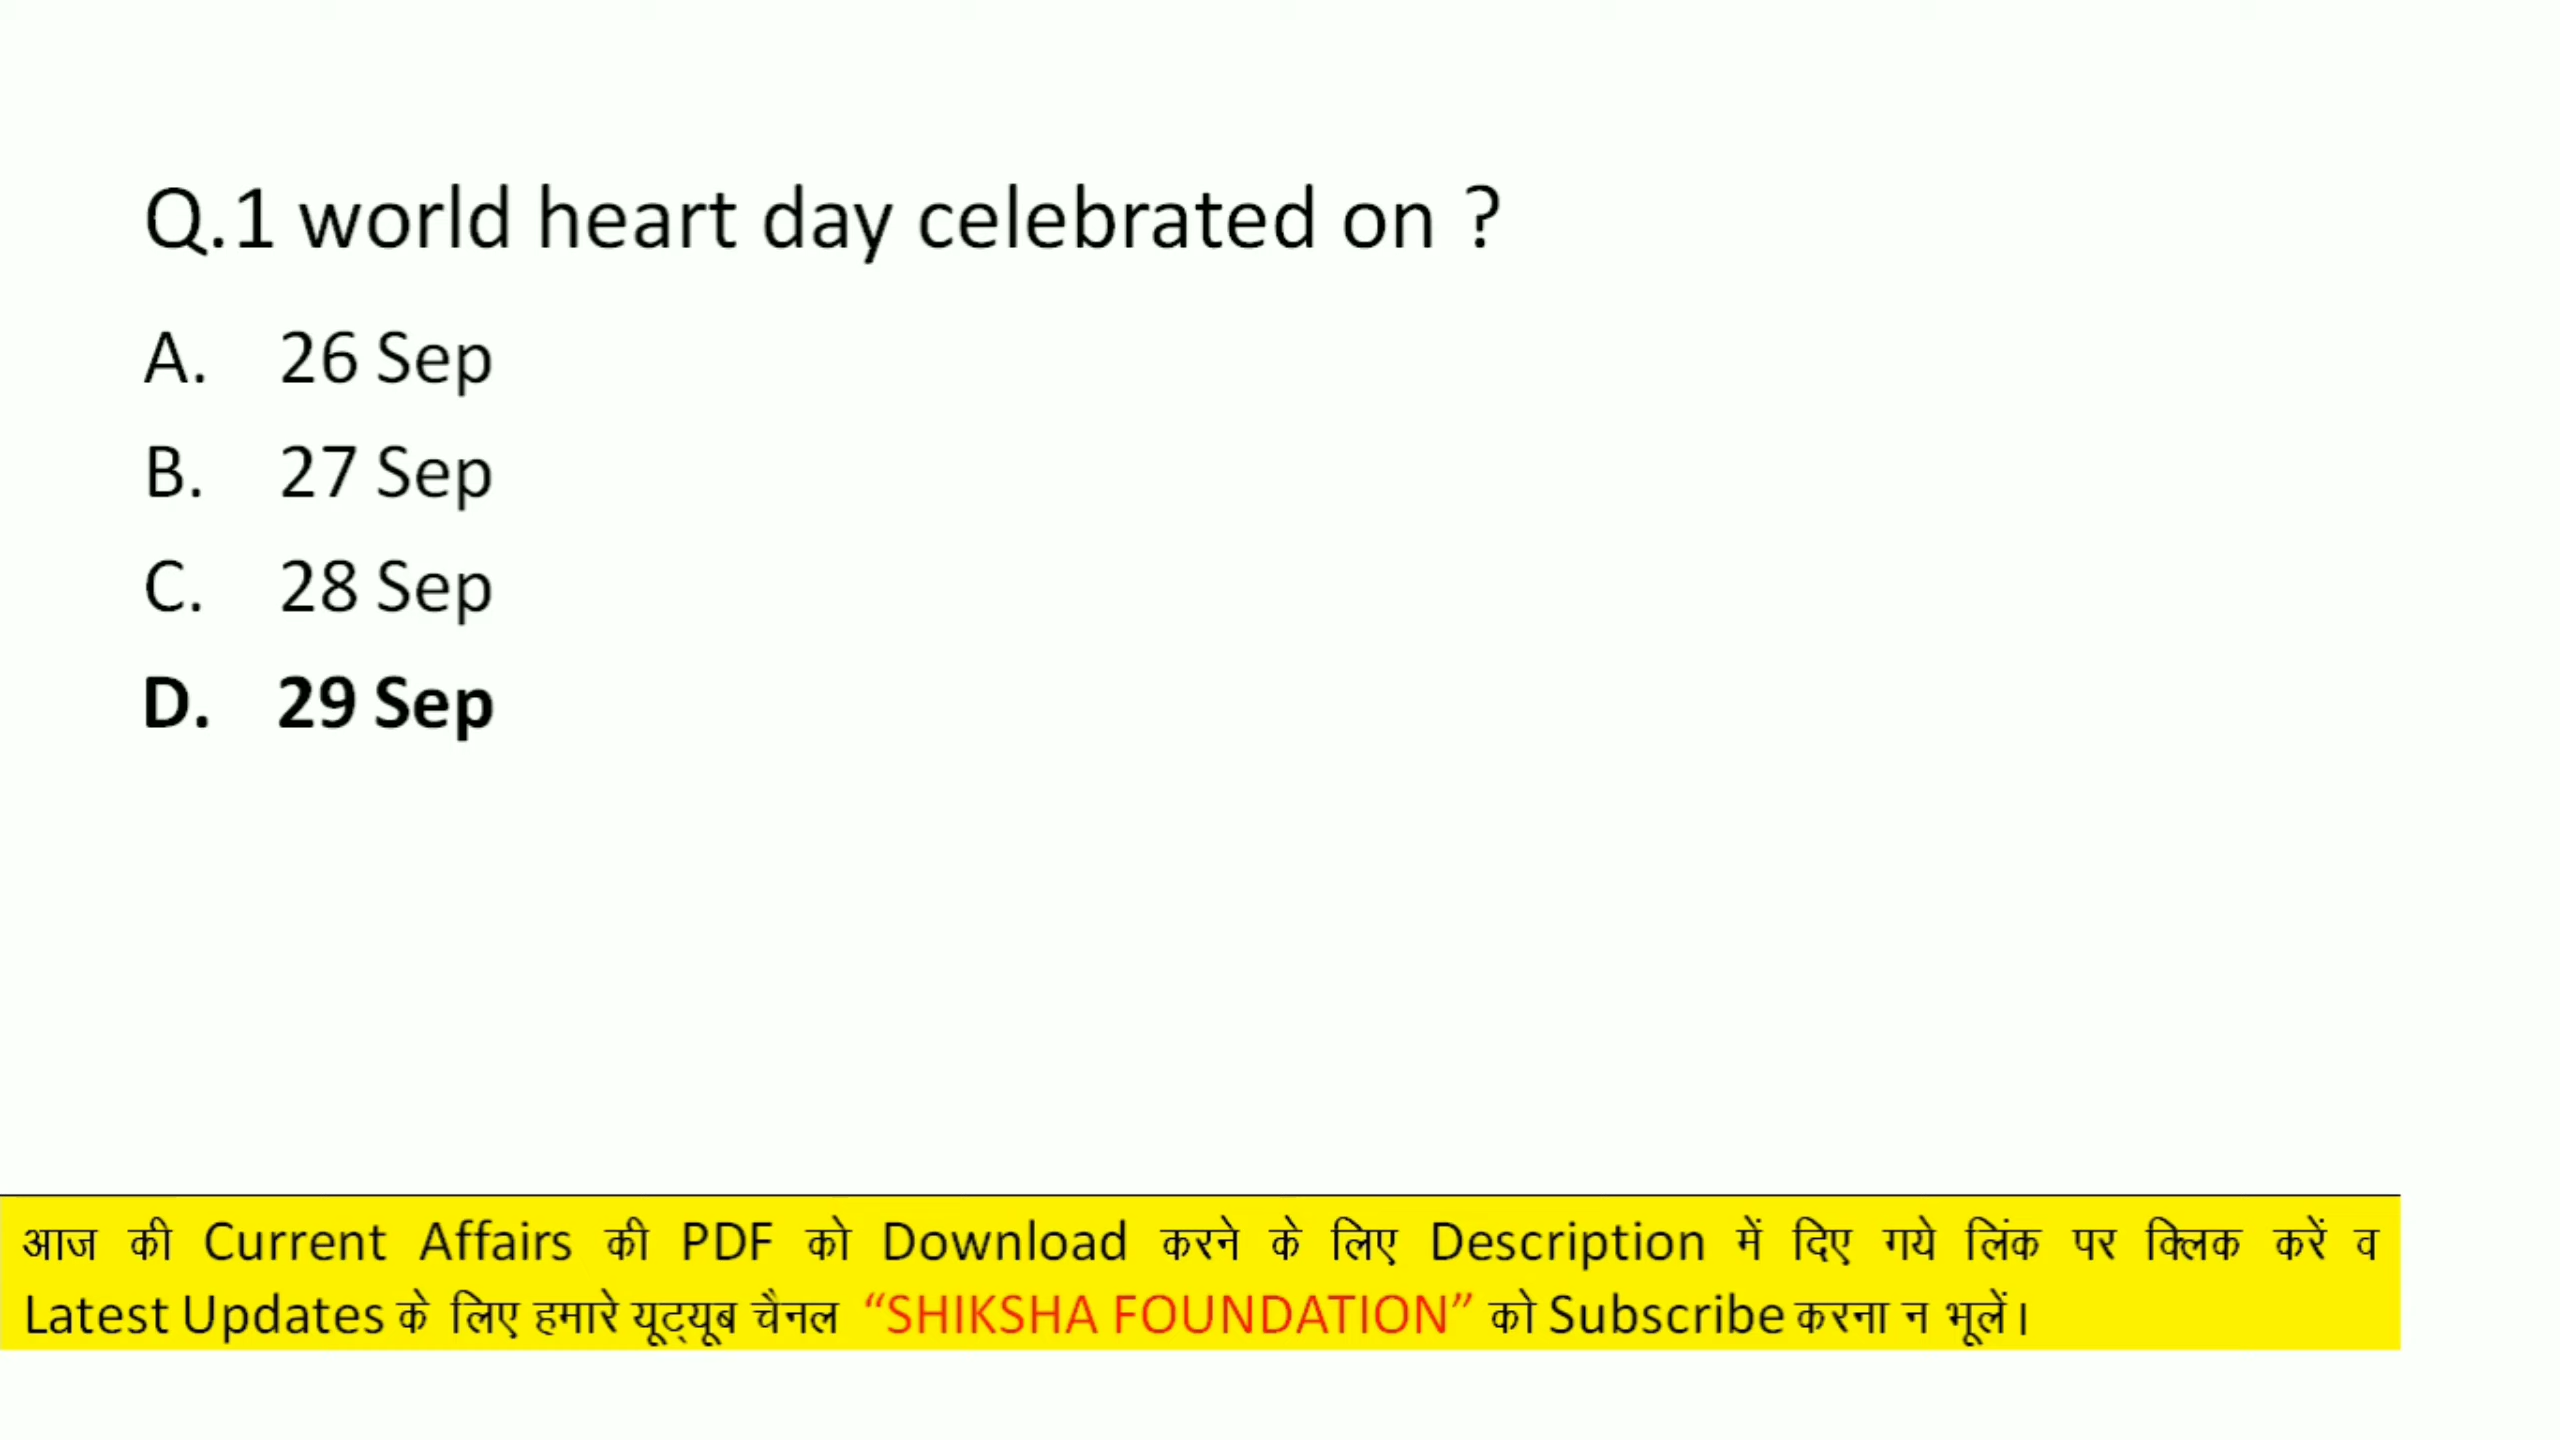 Q.1 world heart day celebrated on ?
A. 26 Sep
B. 27 Sep
C. 28 Sep
D. 29 Sep
आज की Current Affairs की PDF को Download करने के लिए Description में दिए गये लिंक पर क्लिक करें व
Latest Updates के लिए हमारे यूट्यूब चैनल “SHIKSHA FOUNDATION” को Subscribe करना न भूलें।